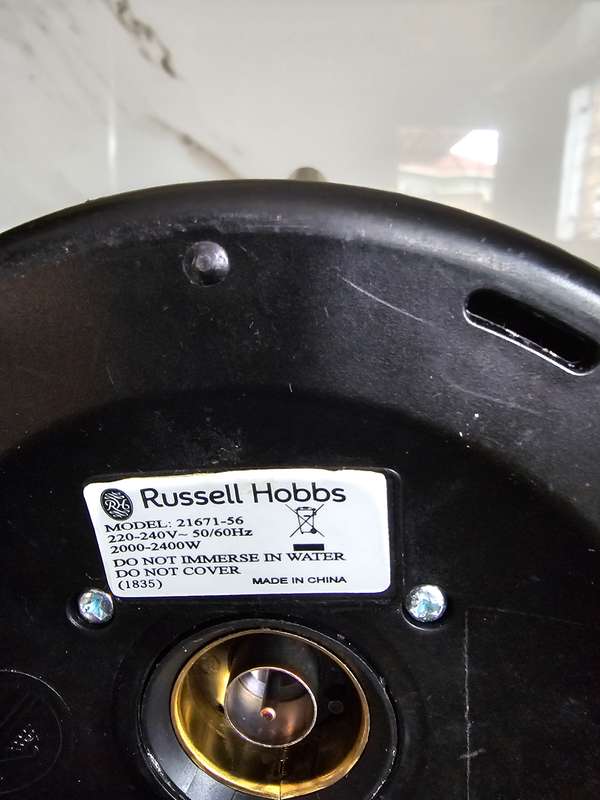 RH Russell Hobbs
MODEL: 21671-56
220-240V~ 50/60Hz
2000-2400W
DO NOT IMMERSE IN WATER
DO NOT COVER
(1835) MADE IN CHINA